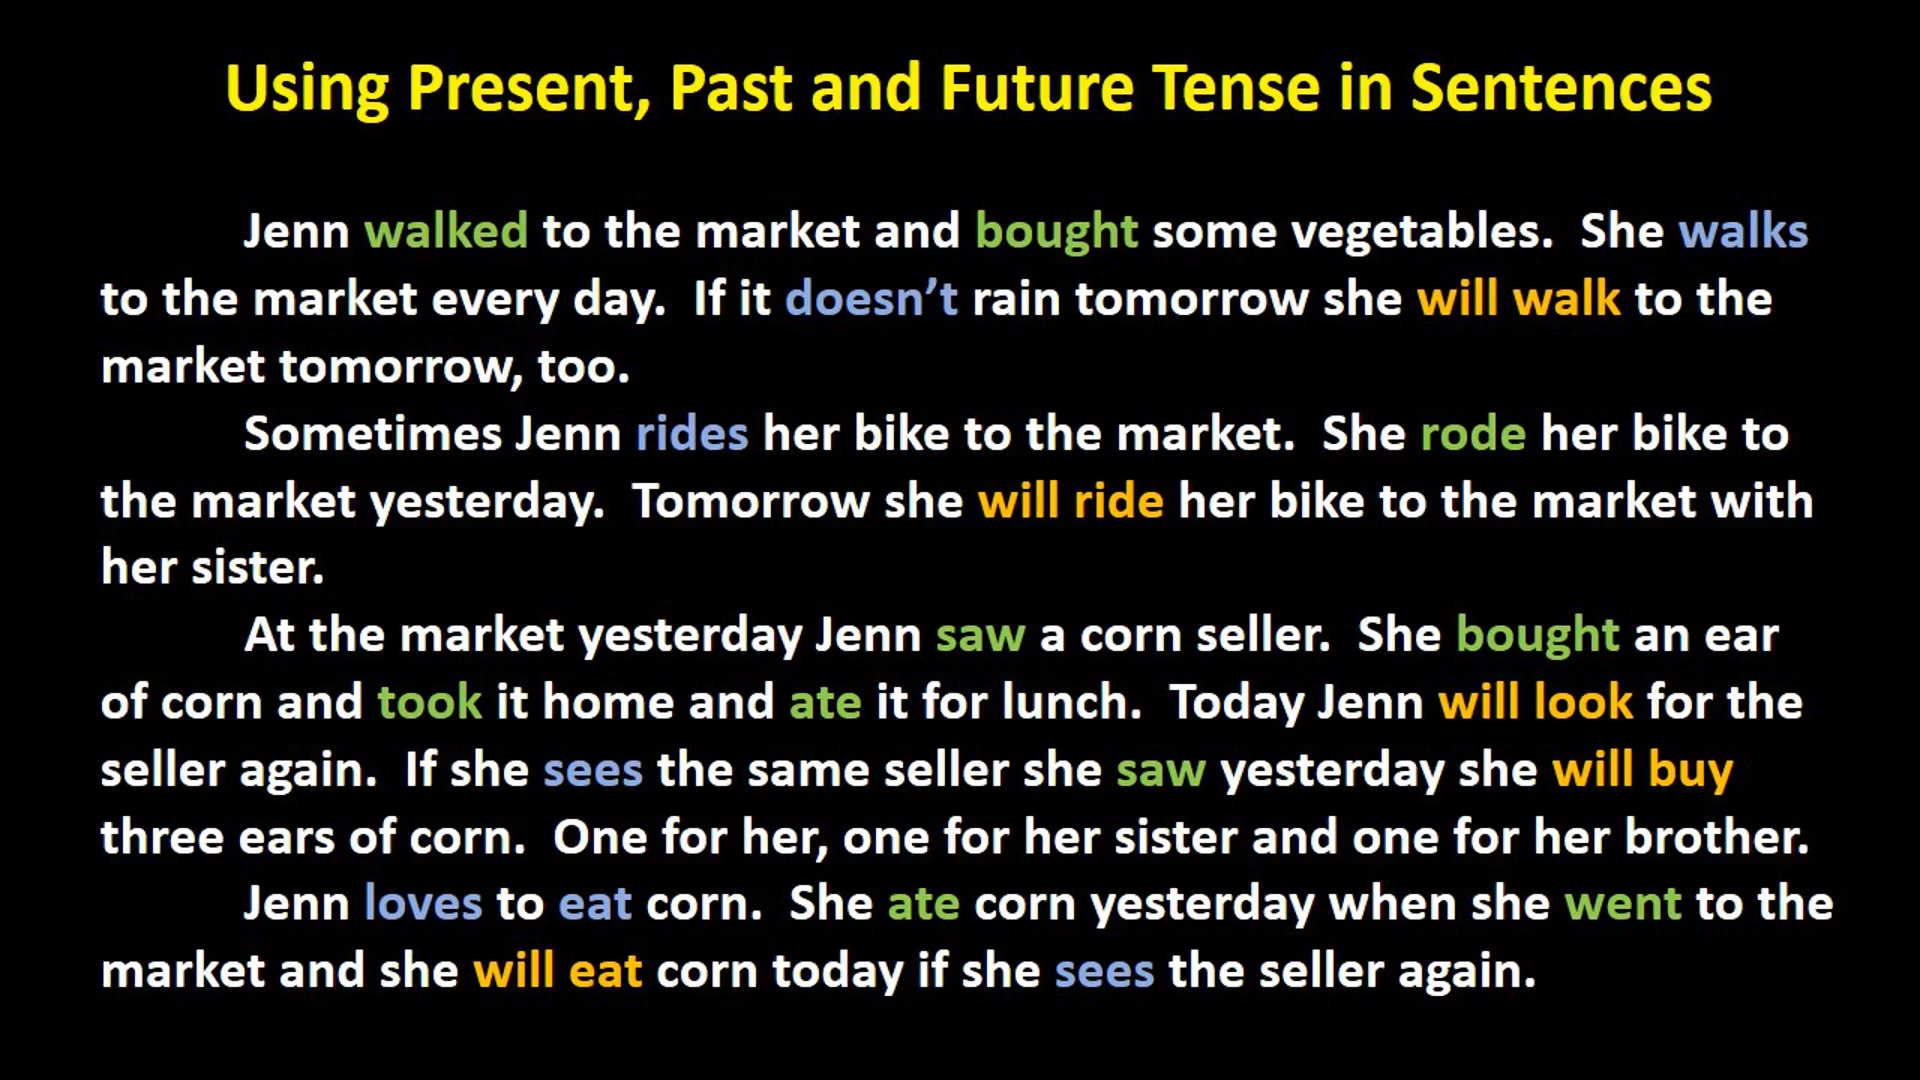 Using Present, Past and Future Tense in Sentences
Jenn walked to the market and bought some vegetables.  She walks
to the market every day.  If it doesn’t rain tomorrow she will walk to the
market tomorrow, too.
Sometimes Jenn rides her bike to the market.  She rode her bike to
the market yesterday.  Tomorrow she will ride her bike to the market with
her sister.
At the market yesterday Jenn saw a corn seller.  She bought an ear
of corn and took it home and ate it for lunch.  Today Jenn will look for the
seller again.  If she sees the same seller she saw yesterday she will buy
three ears of corn.  One for her, one for her sister and one for her brother.
Jenn loves to eat corn.  She ate corn yesterday when she went to the
market and she will eat corn today if she sees the seller again.